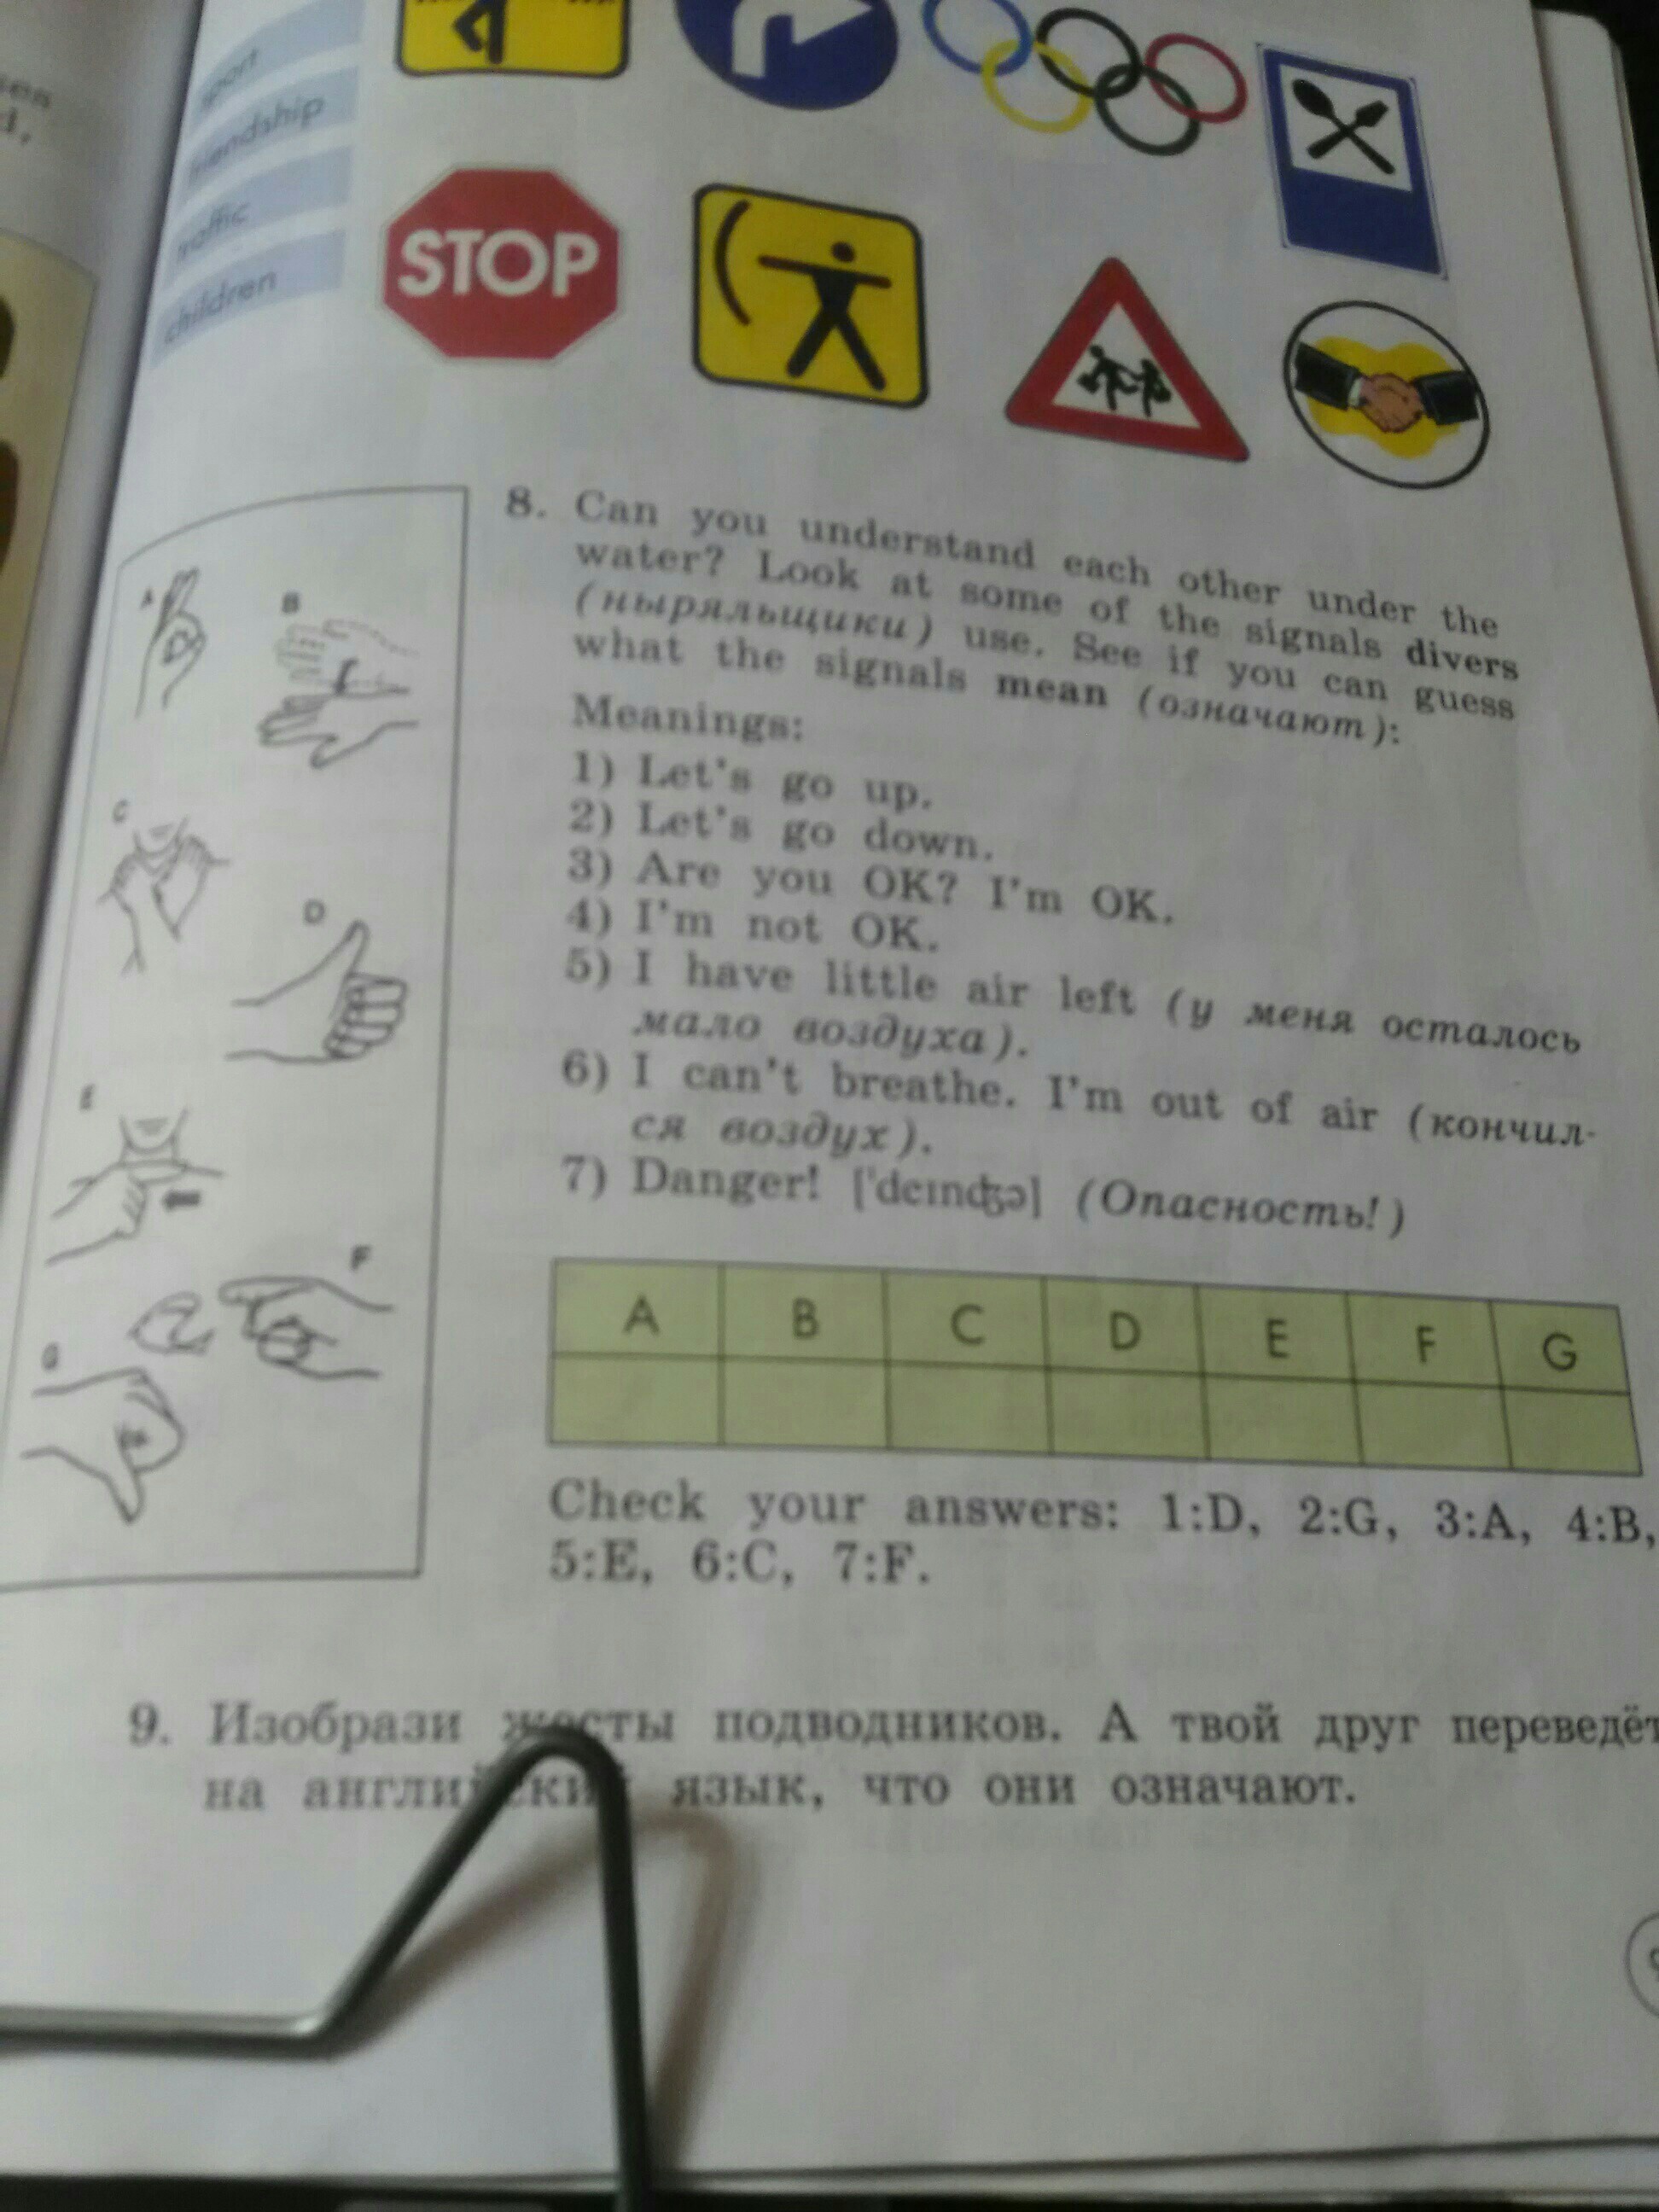 sport
friendship
traffic
children
STOP
8. Can you understand each other under the
water? Look at some of the signals divers
(ныряльщики) use. See if you can guess
what the signals mean (означают):
Meanings:
1) Let's go up.
2) Let's go down.
3) Are you OK? I'm OK.
4) I'm not OK.
5) I have little air left (у меня осталось
мало воздуха).
6) I can't breathe. I'm out of air (кончил-
ся воздух).
7) Danger! ['deɪnʤə] (Опасность!)
A
B
C
D
E
F
G
A B C D E F G
Check your answers: 1:D, 2:G, 3:A, 4:B,
5:E, 6:C, 7:F.
9. Изобрази жесты подводников. А твой друг переведёт
на английский язык, что они означают.